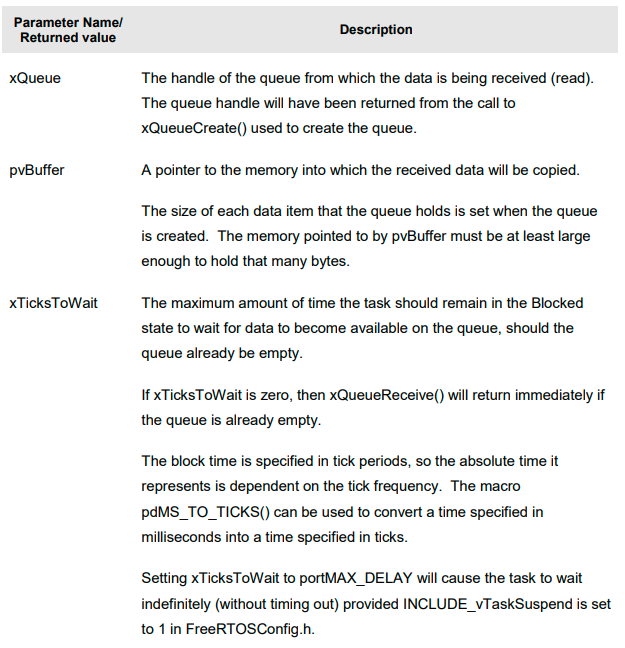 Parameter Name/
Returned value
Description
xQueue
The handle of the queue from which the data is being received (read).
The queue handle will have been returned from the call to
xQueueCreate() used to create the queue.
pvBuffer
A pointer to the memory into which the received data will be copied.
The size of each data item that the queue holds is set when the queue
is created. The memory pointed to by pvBuffer must be at least large
enough to hold that many bytes.
xTicksToWait
The maximum amount of time the task should remain in the Blocked
state to wait for data to become available on the queue, should the
queue already be empty.
If xTicksToWait is zero, then xQueueReceive() will return immediately if
the queue is already empty.
The block time is specified in tick periods, so the absolute time it
represents is dependent on the tick frequency. The macro
pdMS_TO_TICKS() can be used to convert a time specified in
milliseconds into a time specified in ticks.
Setting xTicksToWait to portMAX_DELAY will cause the task to wait
indefinitely (without timing out) provided INCLUDE_vTaskSuspend is set
to 1 in FreeRTOSConfig.h.